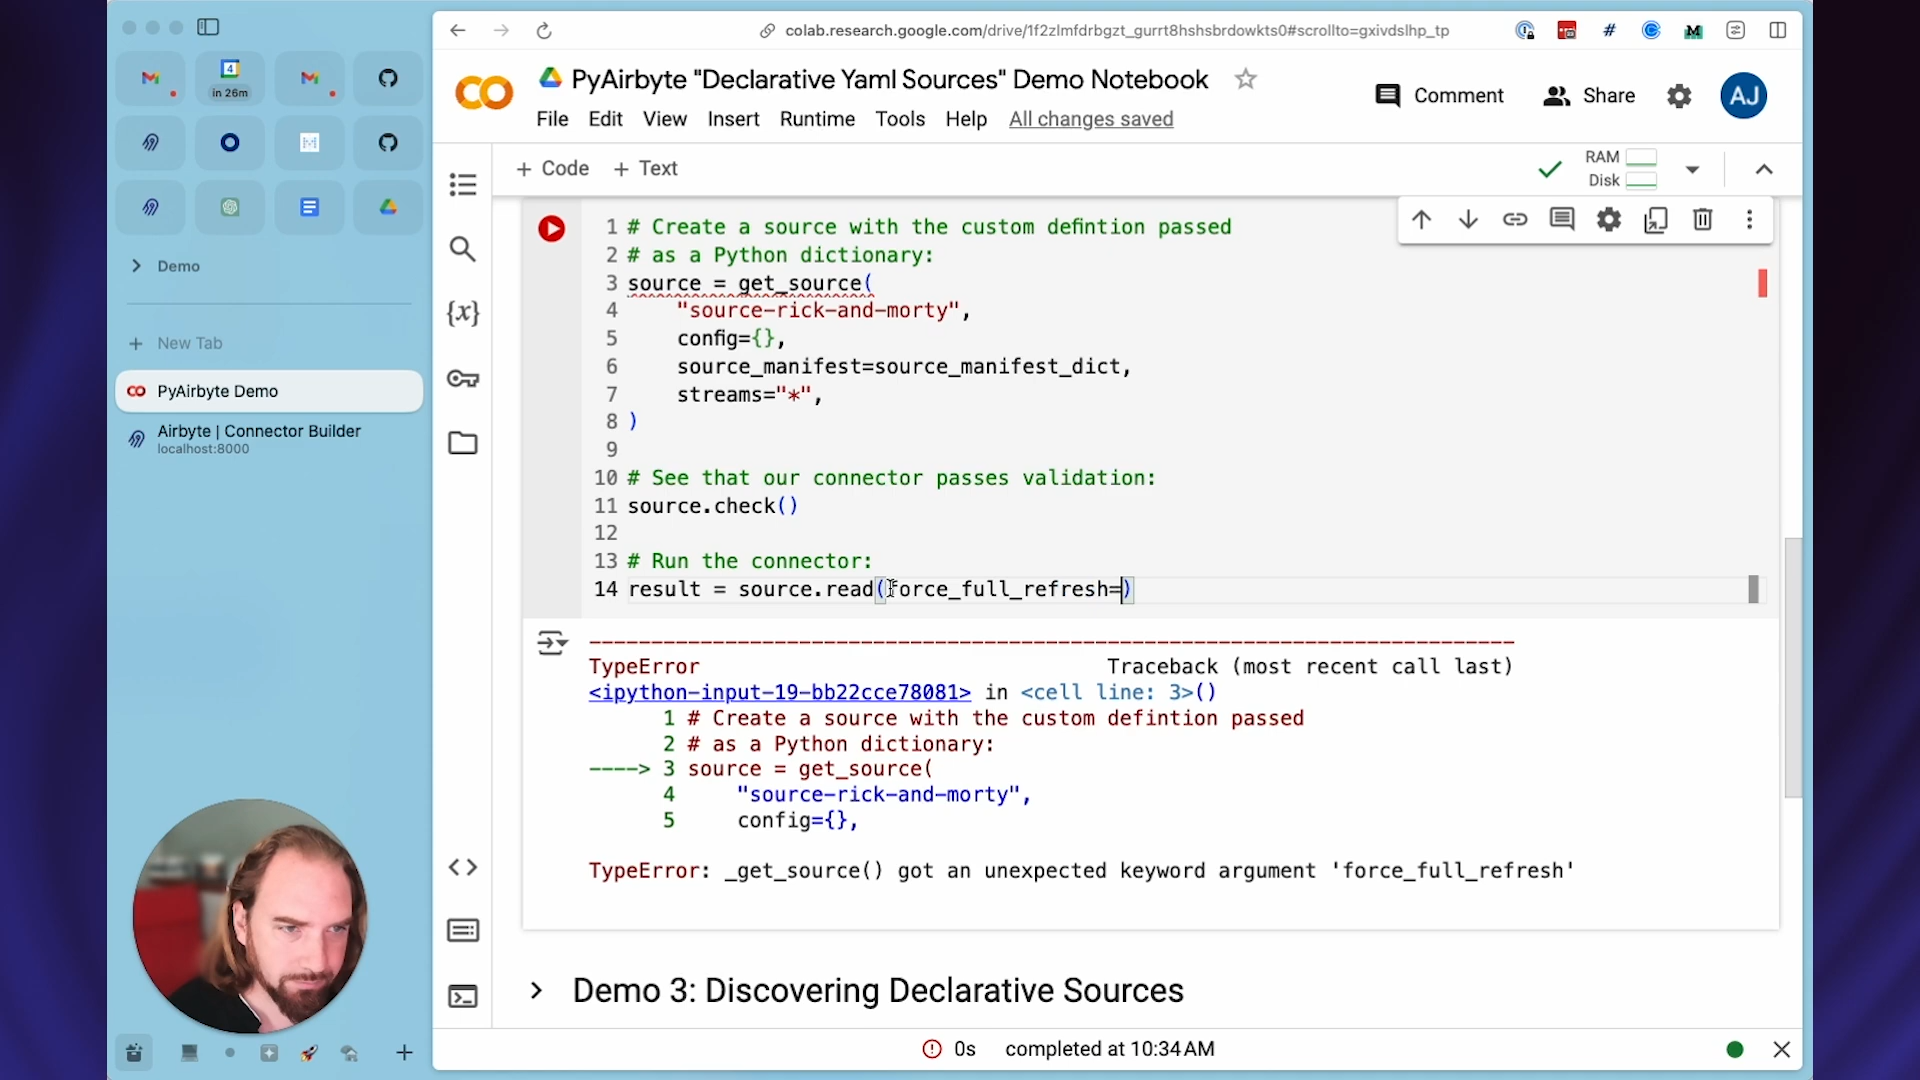 in 26m
Demo
New Tab
PyAirbyte Demo
Airbyte | Connector Builder
localhost:8000
colab.research.google.com/drive/1f2zlmfdrbgzt_gurrt8hshsbrdowkts0#scrollto=gxivdslhp_tp
PyAirbyte "Declarative Yaml Sources" Demo Notebook
File Edit View Insert Runtime Tools Help All changes saved
Comment Share AJ
+ Code + Text
RAM
Disk
1 # Create a source with the custom defintion passed
2 # as a Python dictionary:
3 source = get_source(
4 "source-rick-and-morty",
5 config={},
6 source_manifest=source_manifest_dict,
7 streams="*",
8 )
9
10 # See that our connector passes validation:
11 source.check()
12
13 # Run the connector:
14 result = source.read(force_full_refresh=)
TypeError Traceback (most recent call last)
<ipython-input-19-bb22cce78081> in <cell line: 3>()
1 # Create a source with the custom defintion passed
2 # as a Python dictionary:
----> 3 source = get_source(
4 "source-rick-and-morty",
5 config={},
TypeError: _get_source() got an unexpected keyword argument 'force_full_refresh'
Demo 3: Discovering Declarative Sources
0s completed at 10:34 AM